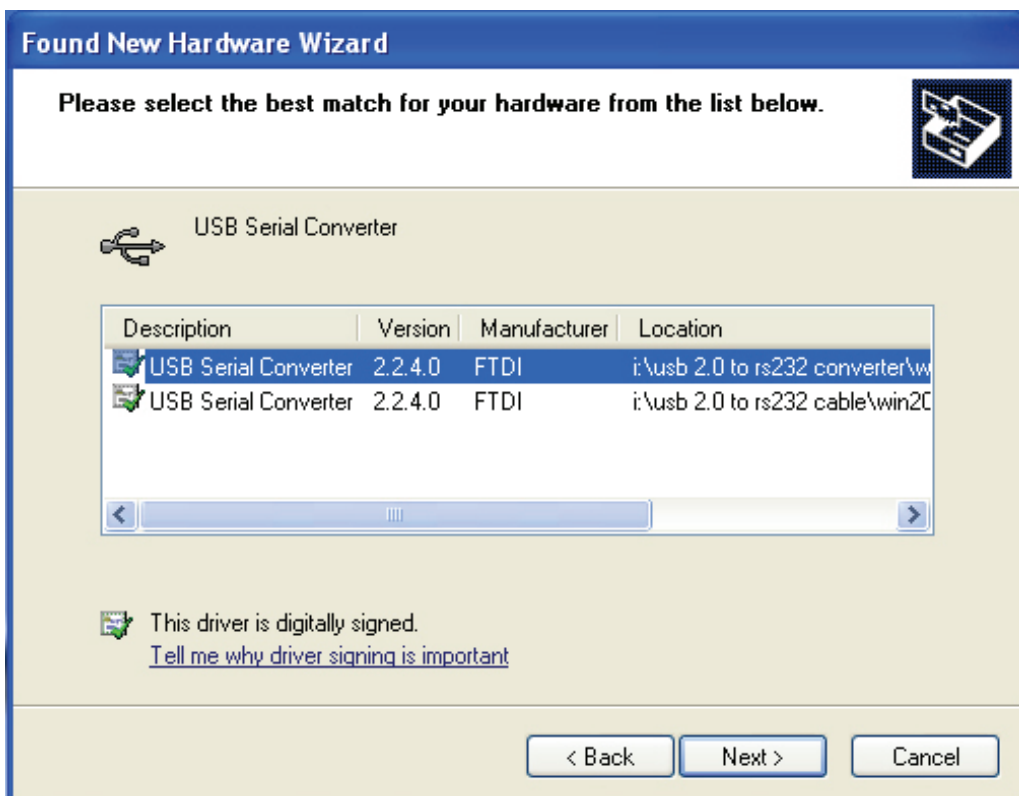 Found New Hardware Wizard
Please select the best match for your hardware from the list below.
USB Serial Converter
Description Version Manufacturer Location
USB Serial Converter 2.2.4.0 FTDI i:\usb 2.0 to rs232 converter\w
USB Serial Converter 2.2.4.0 FTDI i:\usb 2.0 to rs232 cable\win20
This driver is digitally signed.
Tell me why driver signing is important
< Back Next > Cancel